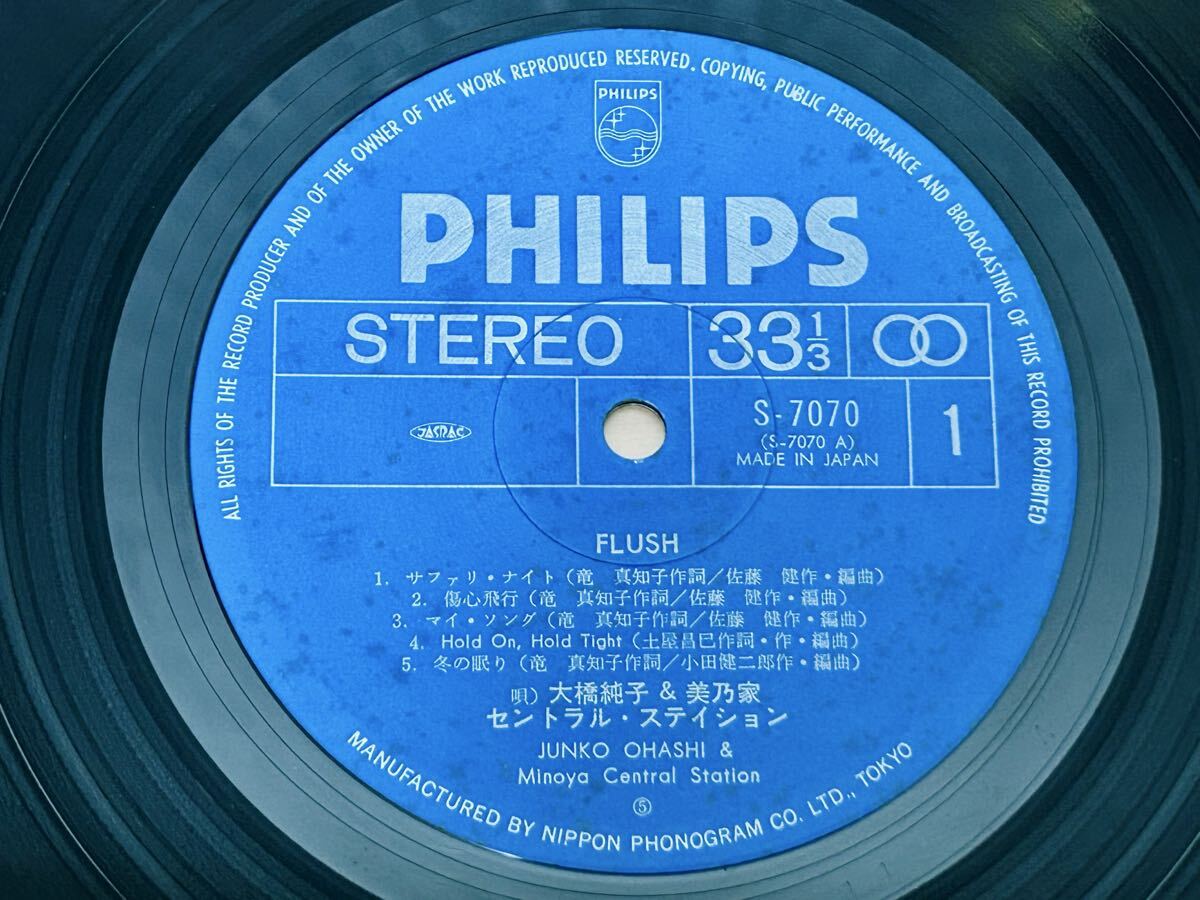 ALL RIGHTS OF THE RECORD PRODUCER AND OF THE OWNER OF THE WORK REPRODUCED RESERVED. COPYING, PUBLIC PERFORMANCE AND BROADCASTING OF THIS RECORD PROHIBITED
PHILIPS
PHILIPS
STEREO
33 1/3
JASRAC
S-7070
(S-7070 A)
MADE IN JAPAN
1
FLUSH
1. サファリ・ナイト(竜 真知子作詞/佐藤 健作・編曲)
2. 傷心飛行(竜 真知子作詞/佐藤 健作・編曲)
3. マイ・ソング(竜 真知子作詞/佐藤 健作・編曲)
4. Hold On, Hold Tight(土屋昌巳作詞・作・編曲)
5. 冬の眠り(竜 真知子作詞/小田健二郎作・編曲)
唄) 大橋純子 & 美乃家
セントラル・ステイション
JUNKO OHASHI &
Minoya Central Station
⑤
MANUFACTURED BY NIPPON PHONOGRAM CO. LTD., TOKYO